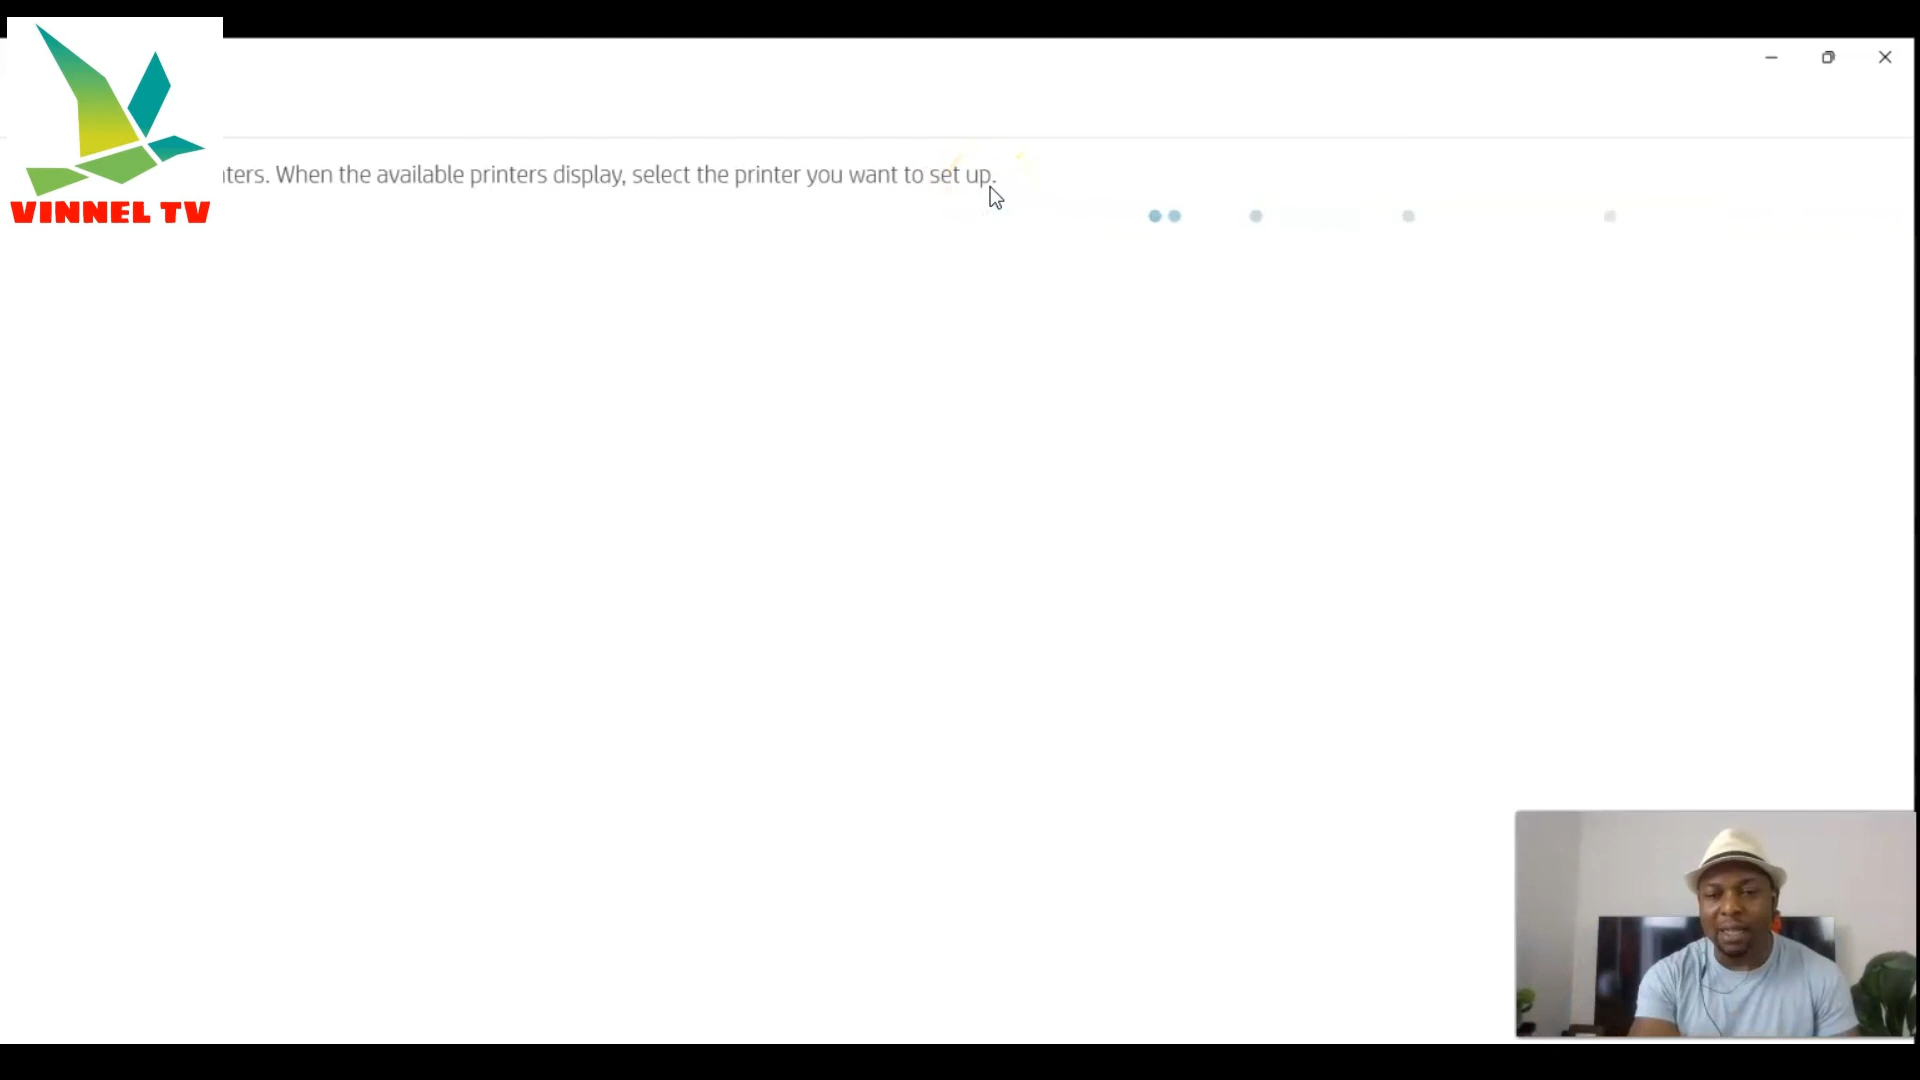 ters. When the available printers display, select the printer you want to set up.
VINNEL TV